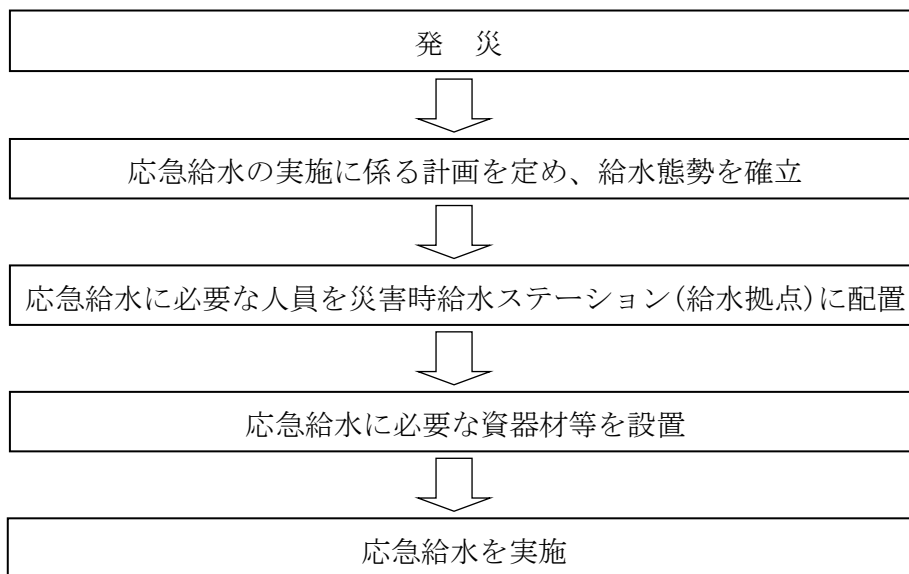 発　災
応急給水の実施に係る計画を定め、給水態勢を確立
応急給水に必要な人員を災害時給水ステーション(給水拠点)に配置
応急給水に必要な資器材等を設置
応急給水を実施